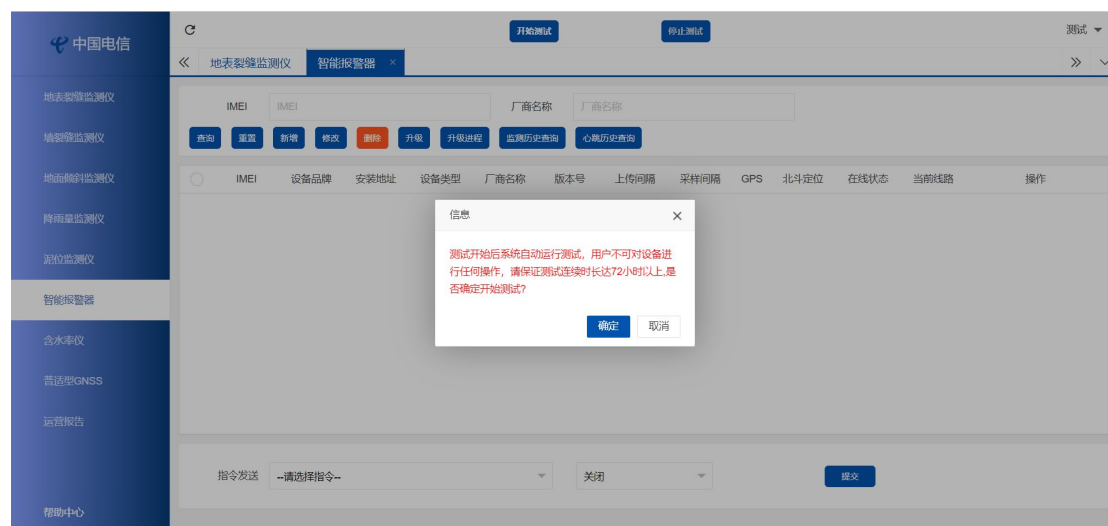 中国电信
开始测试
停止测试
测试
地表裂缝监测仪
智能报警器
地表裂缝监测仪
墙裂缝监测仪
地面倾斜监测仪
降雨量监测仪
泥位监测仪
智能报警器
含水率仪
普适型GNSS
运营报告
帮助中心
IMEI IMEI 厂商名称 厂商名称
查询 重置 新增 修改 删除 升级 升级进程 监测历史查询 心跳历史查询
IMEI 设备品牌 安装地址 设备类型 厂商名称 版本号 上传间隔 采样间隔 GPS 北斗定位 在线状态 当前线路 操作
信息
测试开始后系统自动运行测试，用户不可对设备进
行任何操作，请保证测试连续时长达72小时以上,是
否确定开始测试?
确定 取消
指令发送 --请选择指令-- 关闭 提交